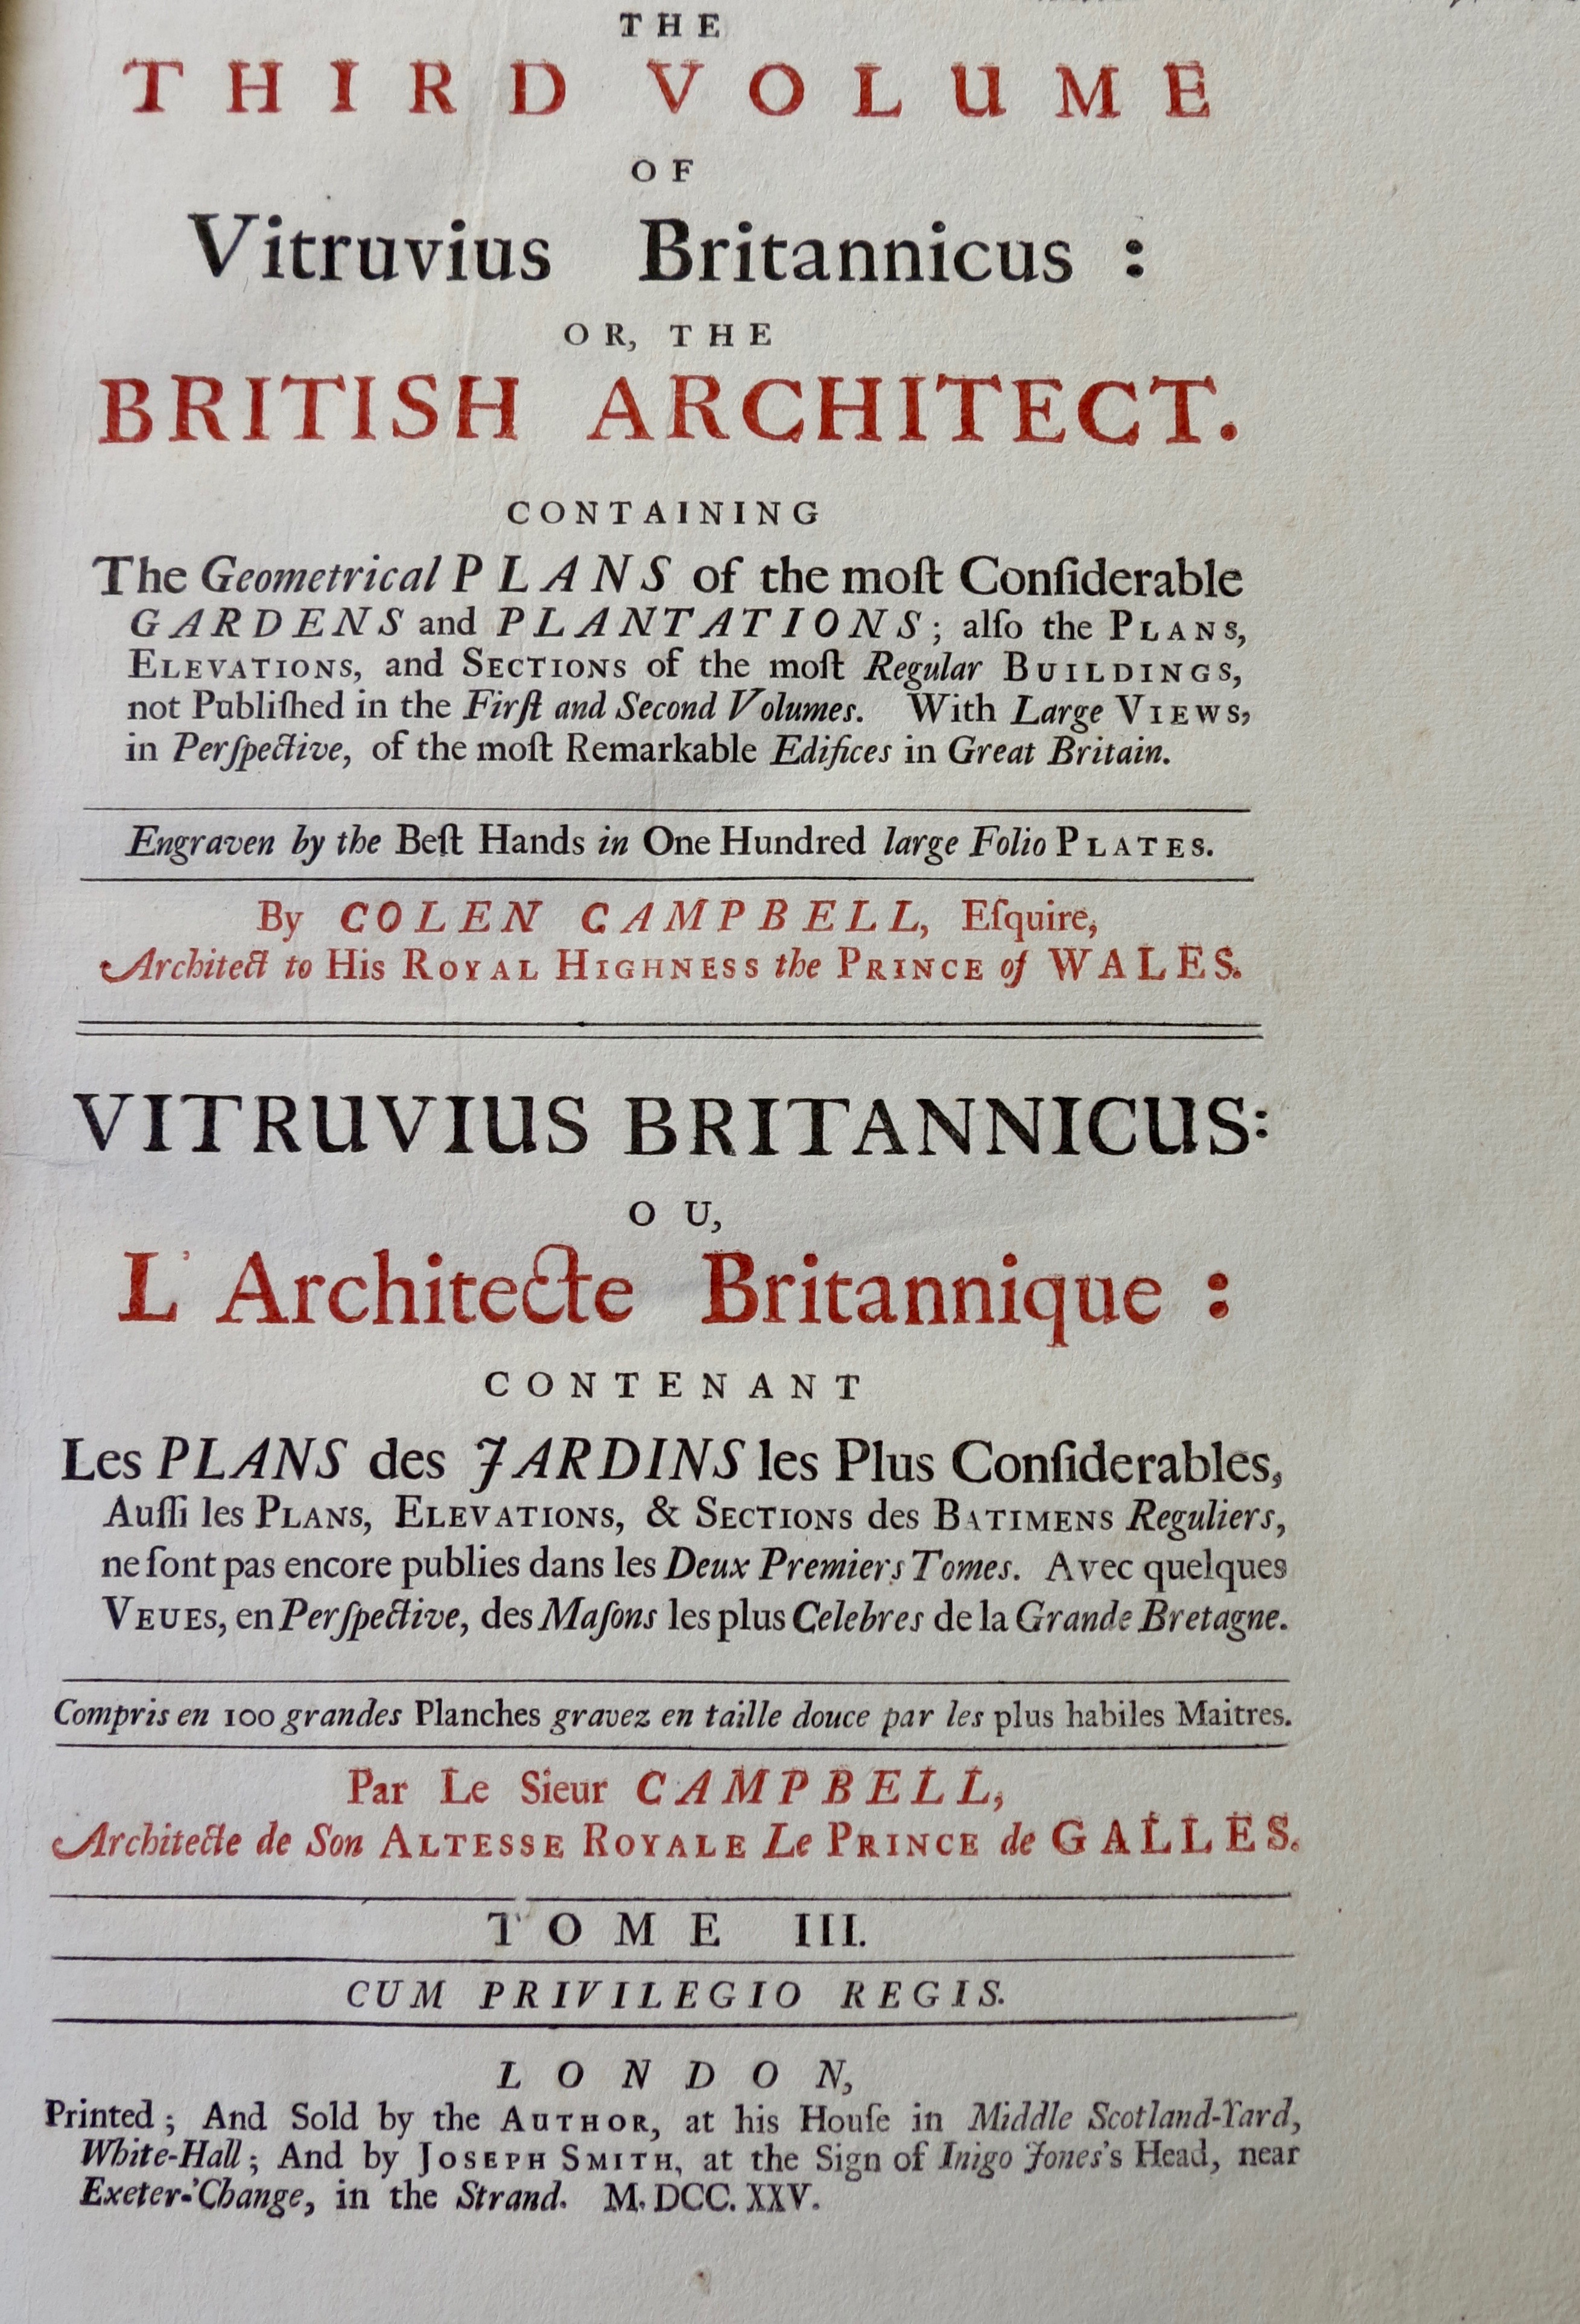 THE
THIRD VOLUME
OF
Vitruvius Britannicus :
OR, THE
BRITISH ARCHITECT.
CONTAINING
The Geometrical PLANS of the moſt Conſiderable
GARDENS and PLANTATIONS; alſo the PLANS,
ELEVATIONS, and SECTIONS of the moſt Regular BUILDINGS,
not Publiſhed in the Firſt and Second Volumes. With Large VIEWS,
in Perſpective, of the moſt Remarkable Edifices in Great Britain.
Engraven by the Beſt Hands in One Hundred large Folio PLATES.
By COLEN CAMPBELL, Eſquire,
Architect to His ROYAL HIGHNESS the PRINCE of WALES.
VITRUVIUS BRITANNICUS:
OU,
L' Architecte Britannique :
CONTENANT
Les PLANS des JARDINS les Plus Conſiderables,
Auſſi les PLANS, ELEVATIONS, & SECTIONS des BATIMENS Reguliers,
ne ſont pas encore publies dans les Deux Premiers Tomes. Avec quelques
VEUES, en Perſpective, des Maſons les plus Celebres de la Grande Bretagne.
Compris en 100 grandes Planches gravez en taille douce par les plus habiles Maitres.
Par Le Sieur CAMPBELL,
Architecte de Son ALTESSE ROYALE Le PRINCE de GALLES.
TOME III.
CUM PRIVILEGIO REGIS.
LONDON,
Printed ; And Sold by the AUTHOR, at his Houſe in Middle Scotland-Yard,
White-Hall ; And by JOSEPH SMITH, at the Sign of Inigo Jones's Head, near
Exeter-'Change, in the Strand. M. DCC. XXV.